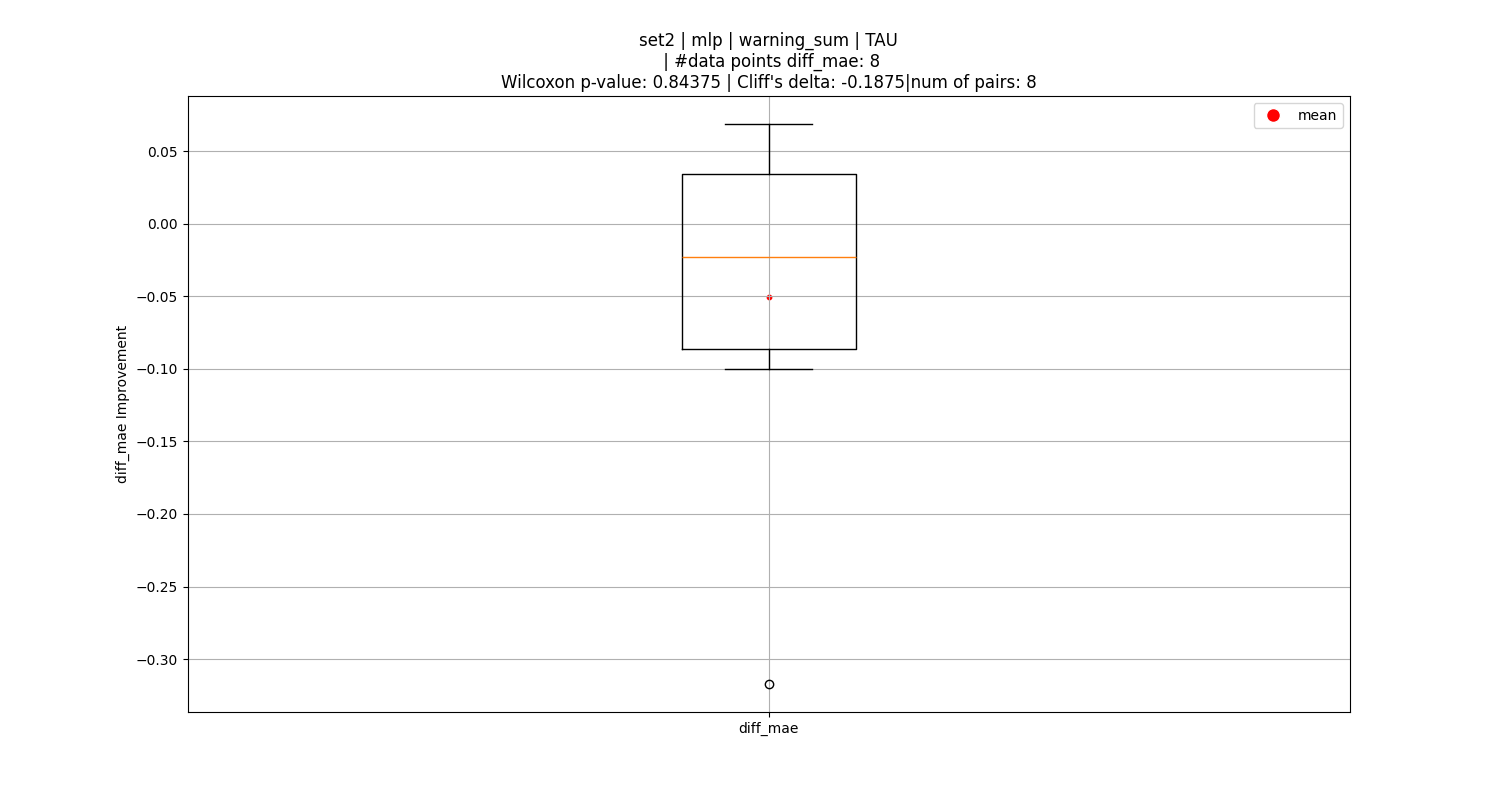 set2 | mlp | warning_sum | TAU
| #data points diff_mae: 8
Wilcoxon p-value: 0.84375 | Cliff's delta: -0.1875|num of pairs: 8
mean
0.05
0.00
−0.05
−0.10
−0.15
−0.20
−0.25
−0.30
diff_mae Improvement
diff_mae